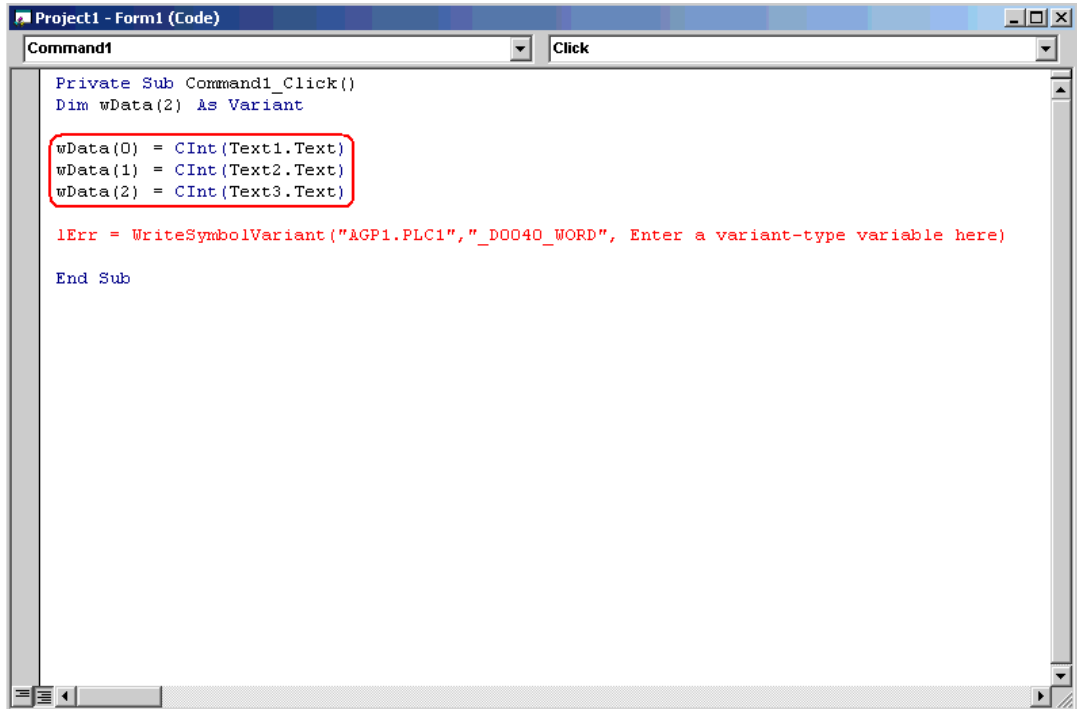 Project1 - Form1 (Code)
Command1 Click
Private Sub Command1_Click()
Dim wData(2) As Variant
wData(0) = CInt(Text1.Text)
wData(1) = CInt(Text2.Text)
wData(2) = CInt(Text3.Text)
lErr = WriteSymbolVariant("AGP1.PLC1","_D0040_WORD", Enter a variant-type variable here)
End Sub